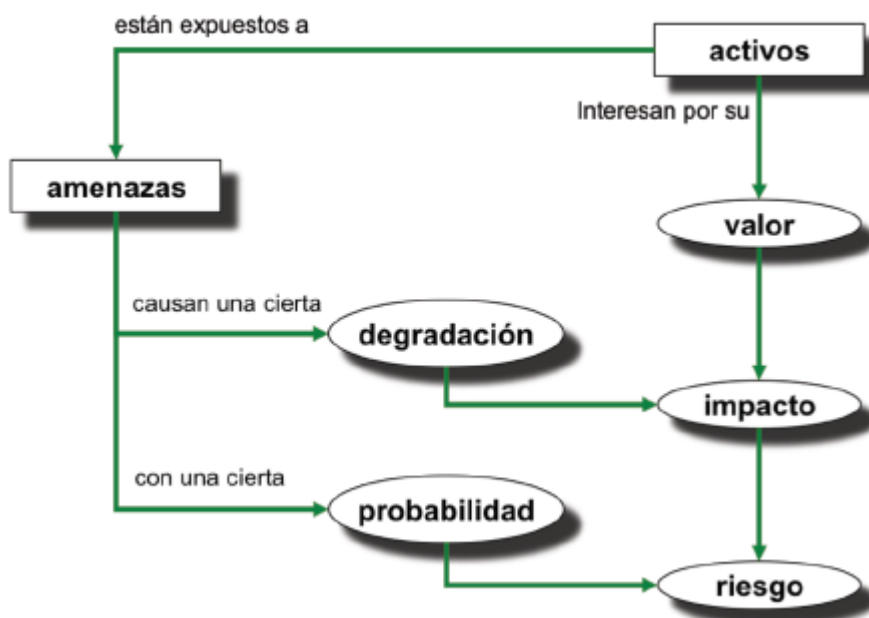 están expuestos a
activos
Interesan por su
amenazas
valor
causan una cierta
degradación
impacto
con una cierta
probabilidad
riesgo